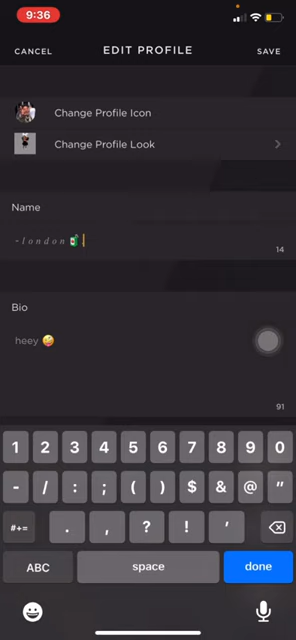 9:36
CANCEL EDIT PROFILE SAVE
Change Profile Icon
Change Profile Look
Name
-london 🧃
14
Bio
heey 🤪
91
1 2 3 4 5 6 7 8 9 0
- / : ; ( ) $ & @ "
#+= . , ? ! '
ABC space done